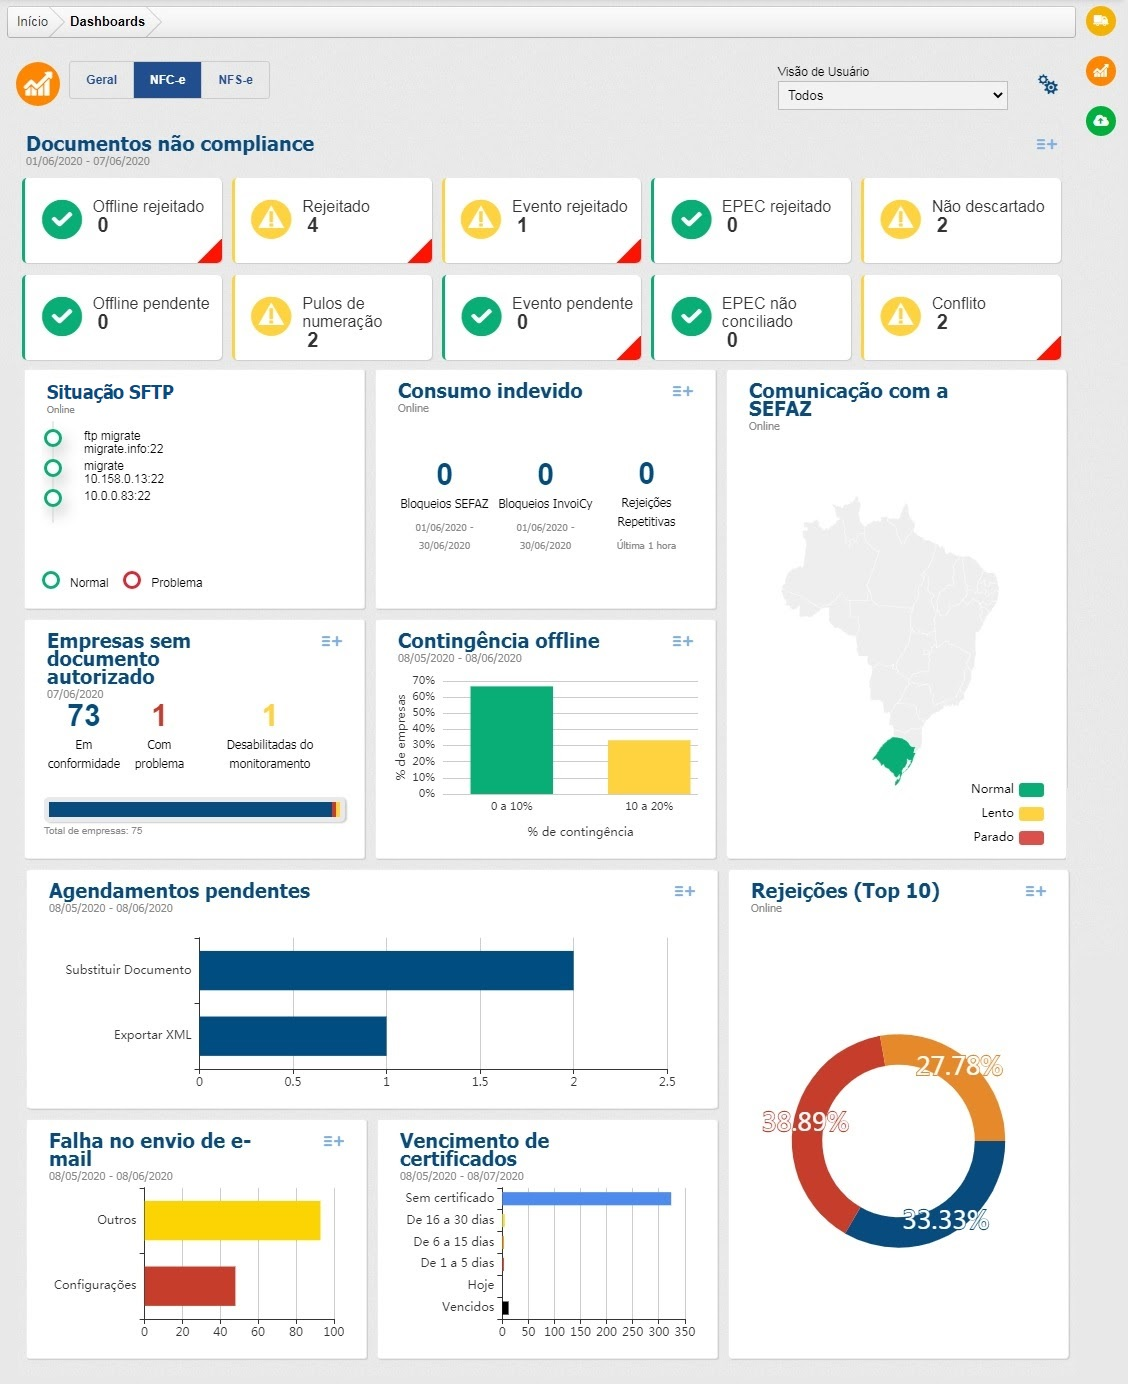 Início
Dashboards
Geral
NFC-e
NFS-e
Visão de Usuário
Todos
Documentos não compliance
01/06/2020 - 07/06/2020
Offline rejeitado
0
Rejeitado
4
Evento rejeitado
1
EPEC rejeitado
0
Não descartado
2
Offline pendente
0
Pulos de
numeração
2
Evento pendente
0
EPEC não
conciliado
0
Conflito
2
Situação SFTP
Online
ftp migrate
migrate.info:22
migrate
10.158.0.13:22
10.0.0.83:22
Normal
Problema
Consumo indevido
Online
0
Bloqueios SEFAZ
01/06/2020 -
30/06/2020
0
Bloqueios InvoiCy
01/06/2020 -
30/06/2020
0
Rejeições
Repetitivas
Última 1 hora
Comunicação com a
SEFAZ
Online
Normal
Lento
Parado
Empresas sem
documento
autorizado
07/06/2020
73
Em
conformidade
1
Com
problema
1
Desabilitadas do
monitoramento
Total de empresas: 75
Contingência offline
08/05/2020 - 08/06/2020
% de empresas
70%
60%
50%
40%
30%
20%
10%
0%
0 a 10%
10 a 20%
% de contingência
Agendamentos pendentes
08/05/2020 - 08/06/2020
Substituir Documento
Exportar XML
0
0.5
1
1.5
2
2.5
Rejeições (Top 10)
Online
27.78%
38.89%
33.33%
Falha no envio de e-
mail
08/05/2020 - 08/06/2020
Outros
Configurações
0
20
40
60
80
100
Vencimento de
certificados
08/05/2020 - 08/07/2020
Sem certificado
De 16 a 30 dias
De 6 a 15 dias
De 1 a 5 dias
Hoje
Vencidos
0
50
100
150
200
250
300
350